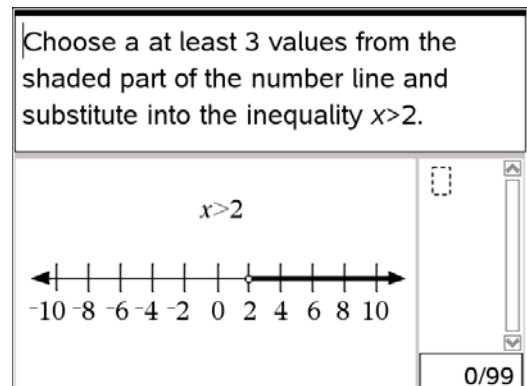 Choose a at least 3 values from the
shaded part of the number line and
substitute into the inequality x>2.
x>2
-10 -8 -6 -4 -2 0 2 4 6 8 10
0/99